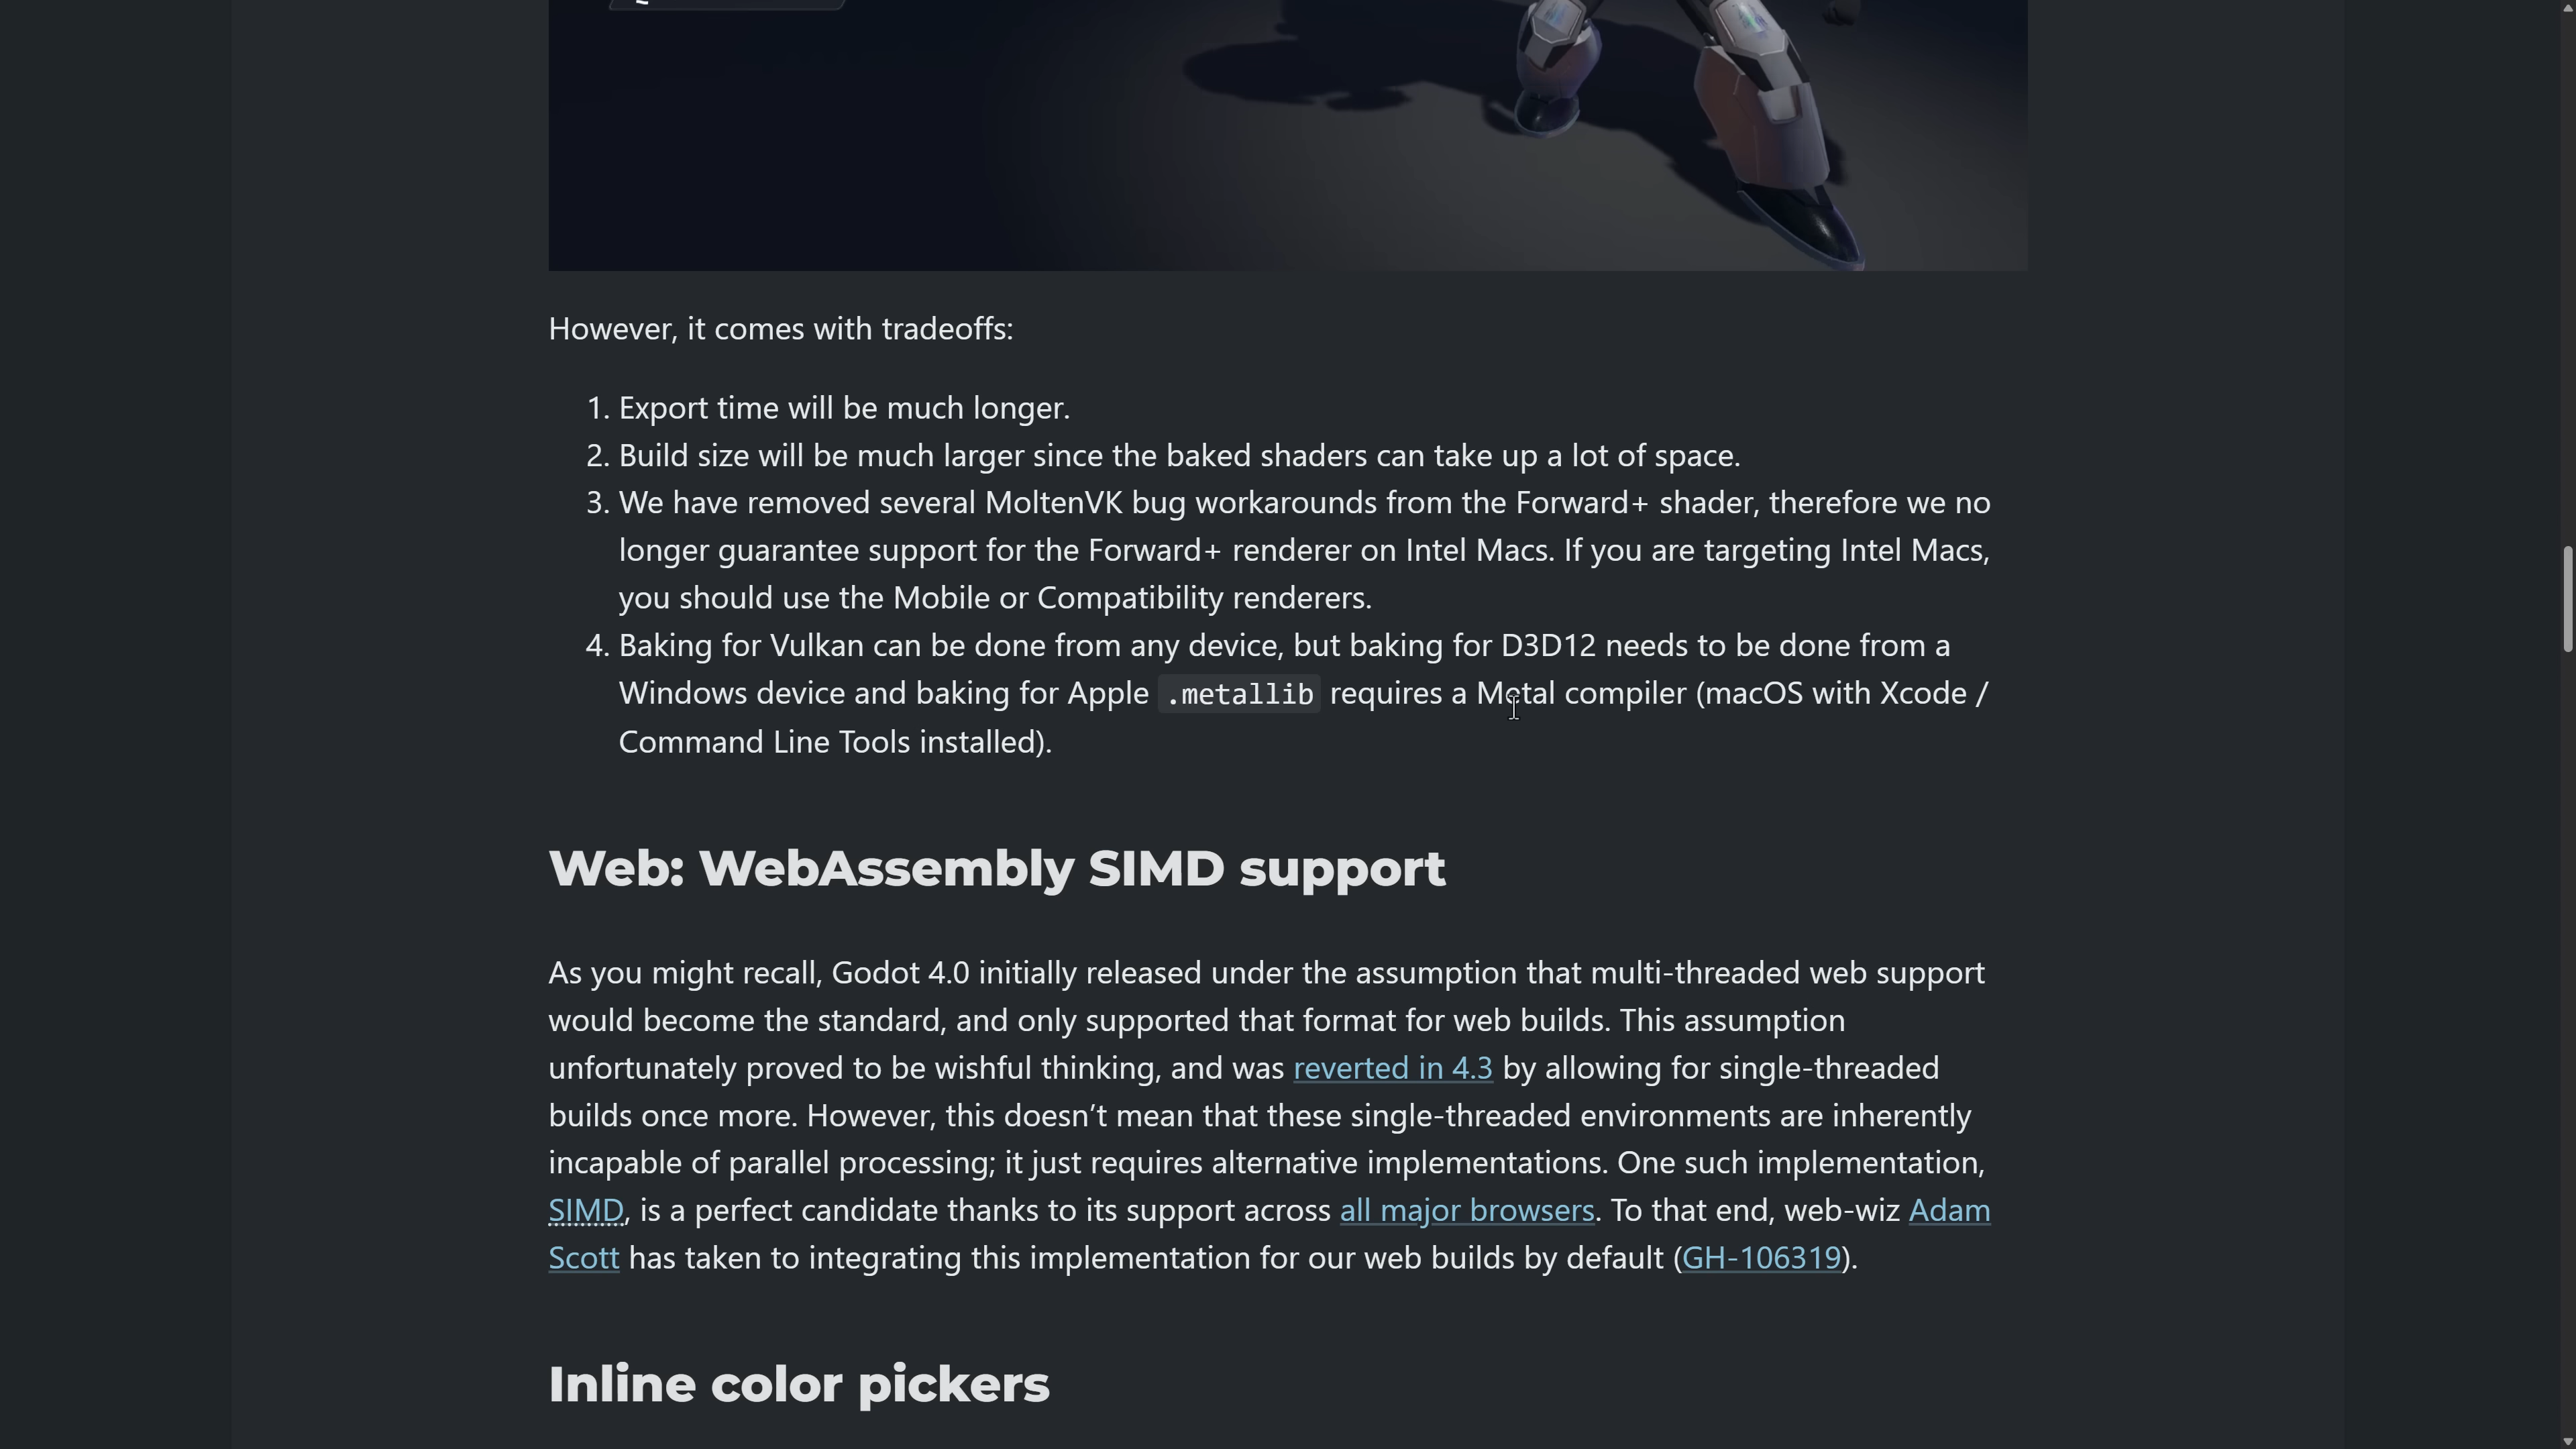 However, it comes with tradeoffs:
1. Export time will be much longer.
2. Build size will be much larger since the baked shaders can take up a lot of space.
3. We have removed several MoltenVK bug workarounds from the Forward+ shader, therefore we no
longer guarantee support for the Forward+ renderer on Intel Macs. If you are targeting Intel Macs,
you should use the Mobile or Compatibility renderers.
4. Baking for Vulkan can be done from any device, but baking for D3D12 needs to be done from a
Windows device and baking for Apple .metallib requires a Metal compiler (macOS with Xcode /
Command Line Tools installed).
Web: WebAssembly SIMD support
As you might recall, Godot 4.0 initially released under the assumption that multi-threaded web support
would become the standard, and only supported that format for web builds. This assumption
unfortunately proved to be wishful thinking, and was reverted in 4.3 by allowing for single-threaded
builds once more. However, this doesn’t mean that these single-threaded environments are inherently
incapable of parallel processing; it just requires alternative implementations. One such implementation,
SIMD, is a perfect candidate thanks to its support across all major browsers. To that end, web-wiz Adam
Scott has taken to integrating this implementation for our web builds by default (GH-106319).
Inline color pickers